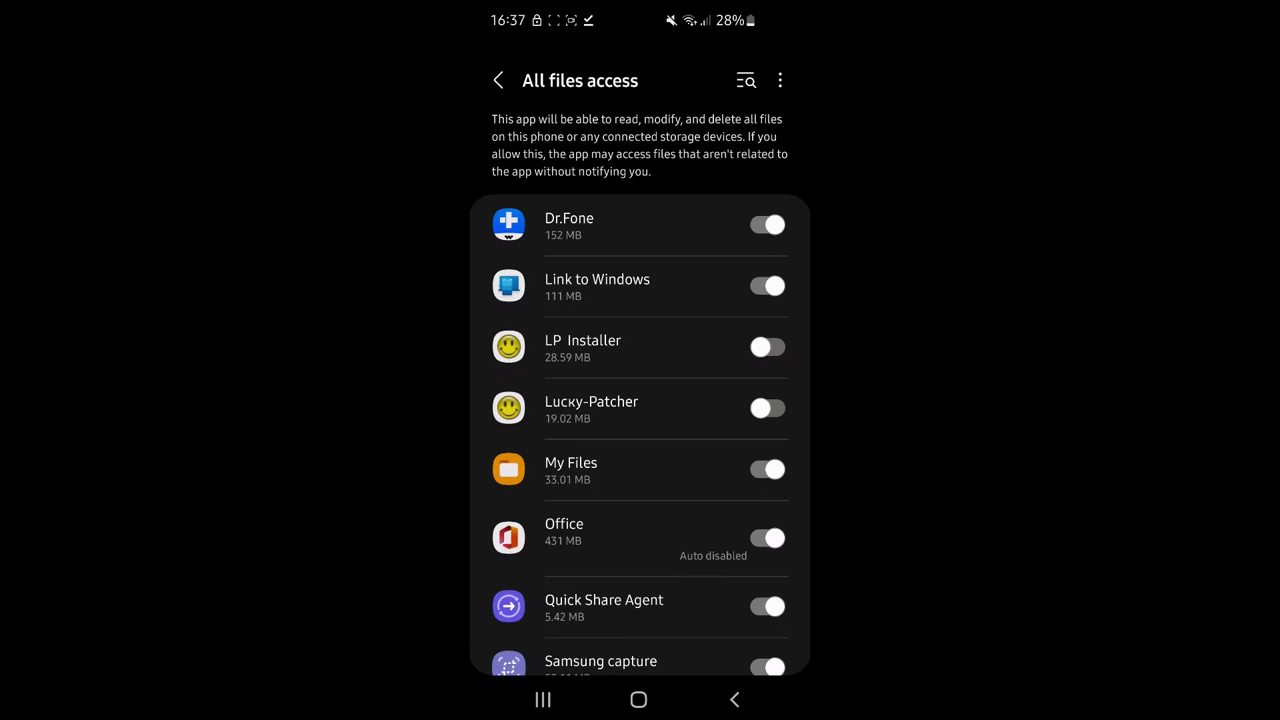 16:37
28%
All files access
This app will be able to read, modify, and delete all files
on this phone or any connected storage devices. If you
allow this, the app may access files that aren't related to
the app without notifying you.
Dr.Fone
152 MB
Link to Windows
111 MB
LP Installer
28.59 MB
Lucкy-Patcher
19.02 MB
My Files
33.01 MB
Office
431 MB
Auto disabled
Quick Share Agent
5.42 MB
Samsung capture